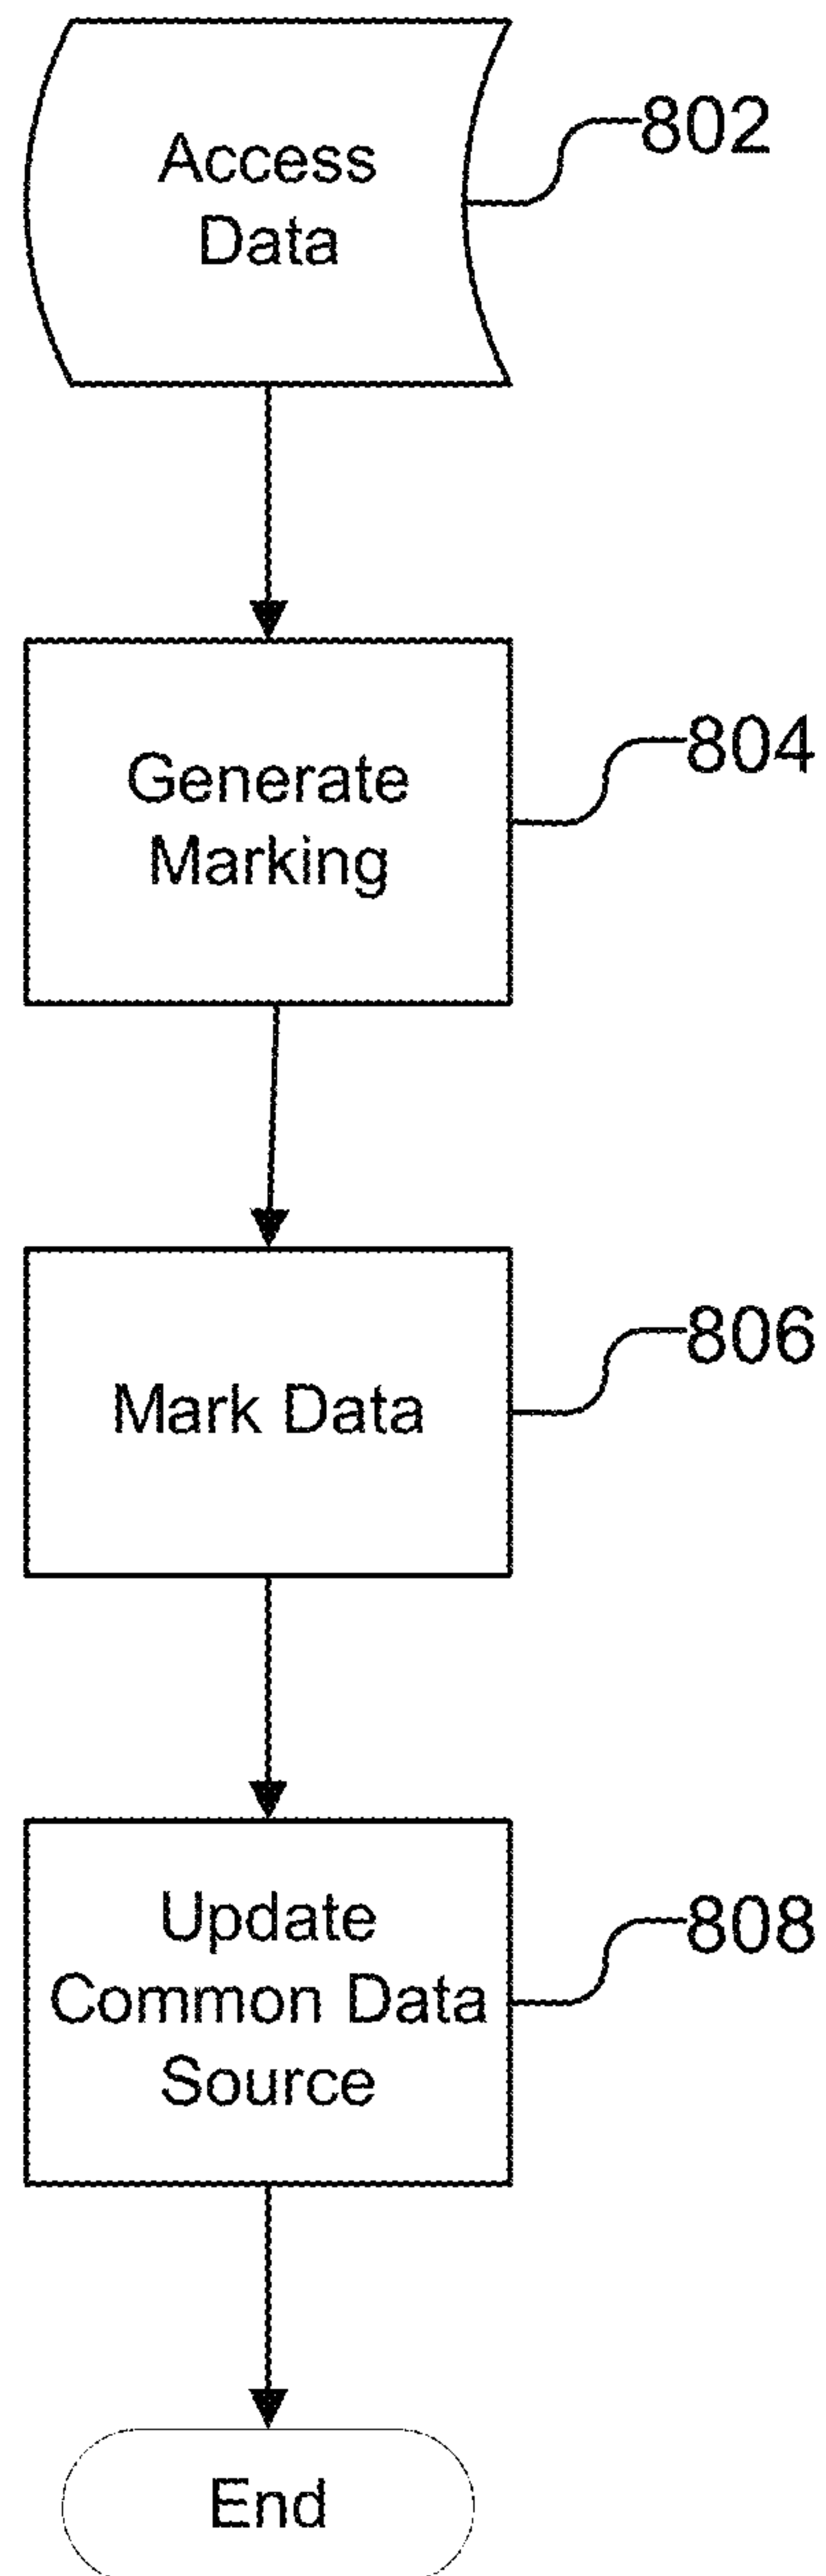 Access
Data
802
Generate
Marking
804
Mark Data
806
Update
Common Data
Source
808
End